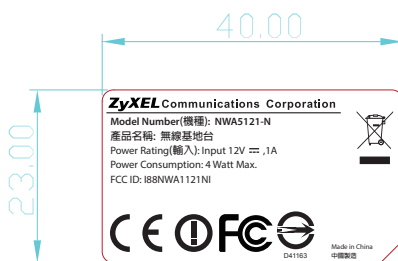 40.00
23.00
ZyXEL Communications Corporation
Model Number(機種): NWA5121-N
產品名稱: 無線基地台
Power Rating(輸入): Input 12V ⎓ ,1A
Power Consumption: 4 Watt Max.
FCC ID: I88NWA1121NI
CE FC
D41163
Made in China
中國製造